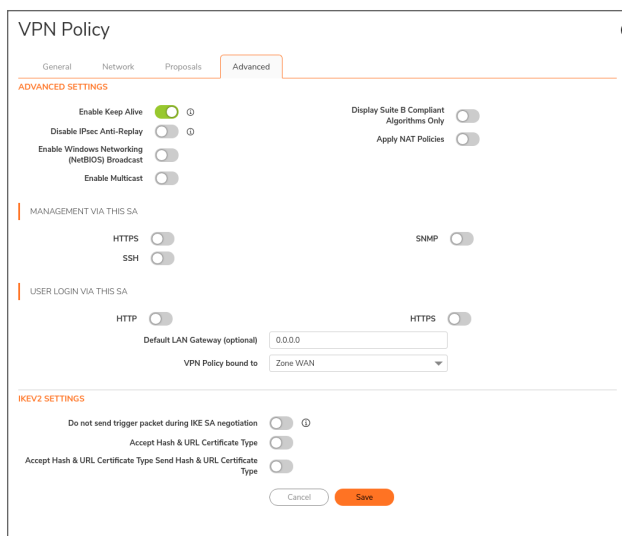 VPN Policy
General Network Proposals Advanced
ADVANCED SETTINGS
Enable Keep Alive
Display Suite B Compliant
Algorithms Only
Disable IPsec Anti-Replay
Apply NAT Policies
Enable Windows Networking
(NetBIOS) Broadcast
Enable Multicast
MANAGEMENT VIA THIS SA
HTTPS SNMP
SSH
USER LOGIN VIA THIS SA
HTTP HTTPS
Default LAN Gateway (optional) 0.0.0.0
VPN Policy bound to Zone WAN
IKEV2 SETTINGS
Do not send trigger packet during IKE SA negotiation
Accept Hash & URL Certificate Type
Accept Hash & URL Certificate Type Send Hash & URL Certificate
Type
Cancel Save